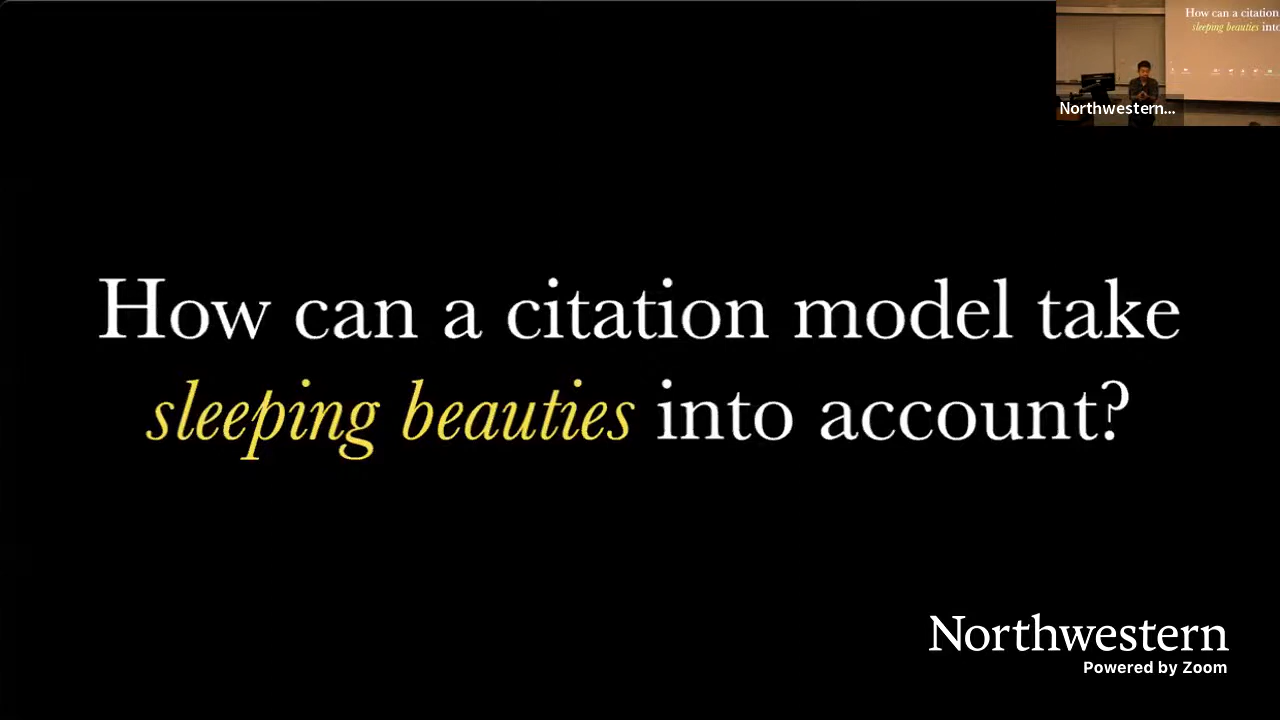 How can a citation
sleeping beauties into
Northwestern...
How can a citation model take
sleeping beauties into account?
Northwestern
Powered by Zoom